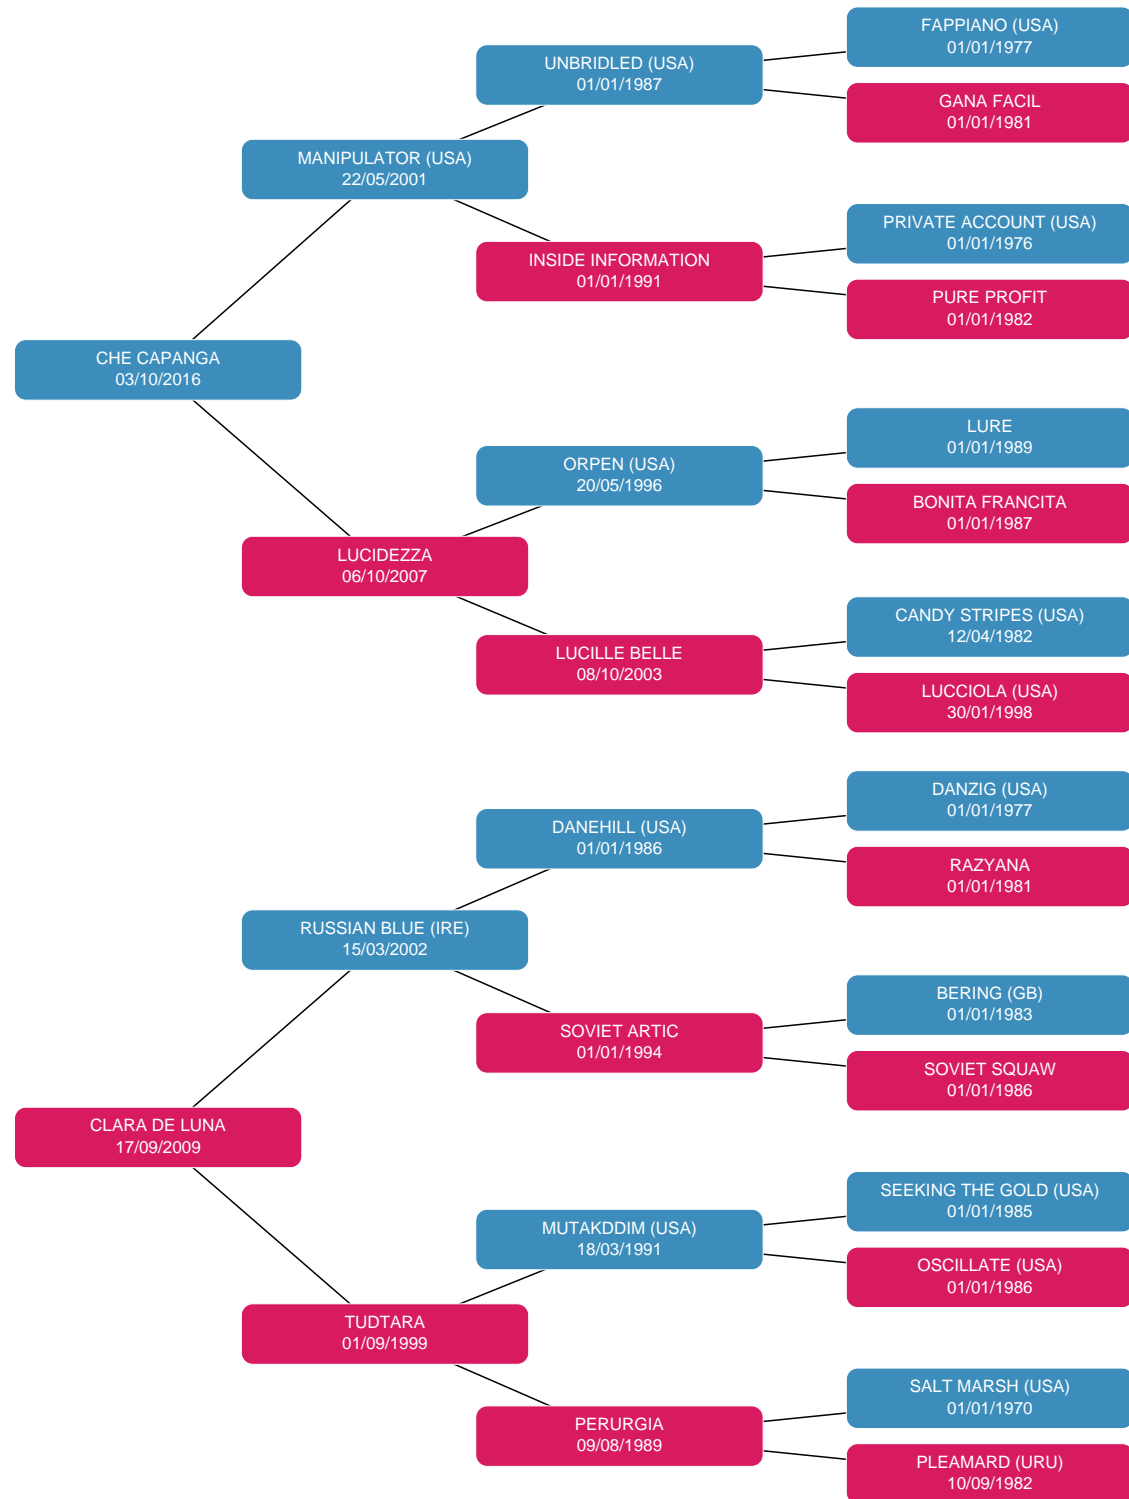 FAPPIANO (USA)
01/01/1977
UNBRIDLED (USA)
01/01/1987
GANA FACIL
01/01/1981
MANIPULATOR (USA)
22/05/2001
PRIVATE ACCOUNT (USA)
01/01/1976
INSIDE INFORMATION
01/01/1991
PURE PROFIT
01/01/1982
CHE CAPANGA
03/10/2016
LURE
01/01/1989
ORPEN (USA)
20/05/1996
BONITA FRANCITA
01/01/1987
LUCIDEZZA
06/10/2007
CANDY STRIPES (USA)
12/04/1982
LUCILLE BELLE
08/10/2003
LUCCIOLA (USA)
30/01/1998
DANZIG (USA)
01/01/1977
DANEHILL (USA)
01/01/1986
RAZYANA
01/01/1981
RUSSIAN BLUE (IRE)
15/03/2002
BERING (GB)
01/01/1983
SOVIET ARTIC
01/01/1994
SOVIET SQUAW
01/01/1986
CLARA DE LUNA
17/09/2009
SEEKING THE GOLD (USA)
01/01/1985
MUTAKDDIM (USA)
18/03/1991
OSCILLATE (USA)
01/01/1986
TUDTARA
01/09/1999
SALT MARSH (USA)
01/01/1970
PERURGIA
09/08/1989
PLEAMARD (URU)
10/09/1982